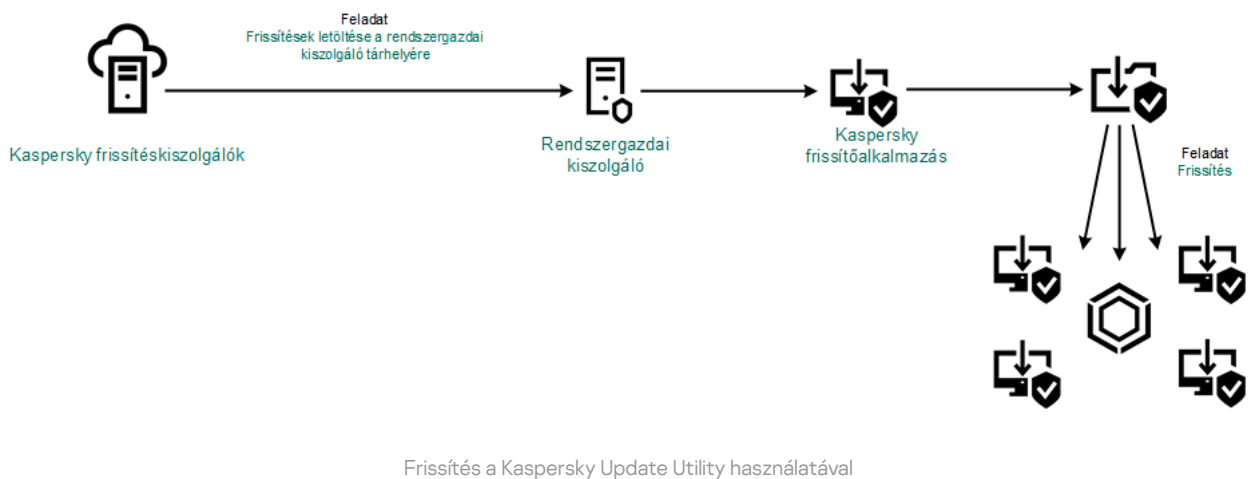 Feladat
Frissítések letöltése a rendszergazdai
kiszolgáló tárhelyére
Kaspersky frissítéskiszolgálók
Rendszergazdai
kiszolgáló
Kaspersky
frissítőalkalmazás
Feladat
Frissítés
Frissítés a Kaspersky Update Utility használatával